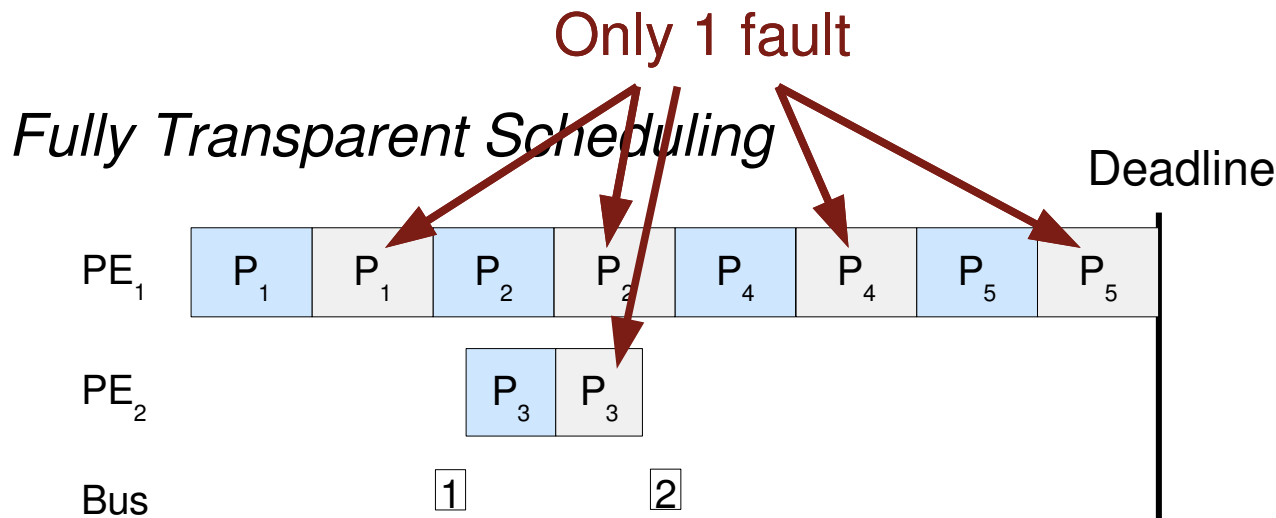 Only 1 fault
Fully Transparent Scheduling
Deadline
PE₁ P₁ P₁ P₂ P₂ P₄ P₄ P₅ P₅
PE₂ P₃ P₃
Bus 1 2